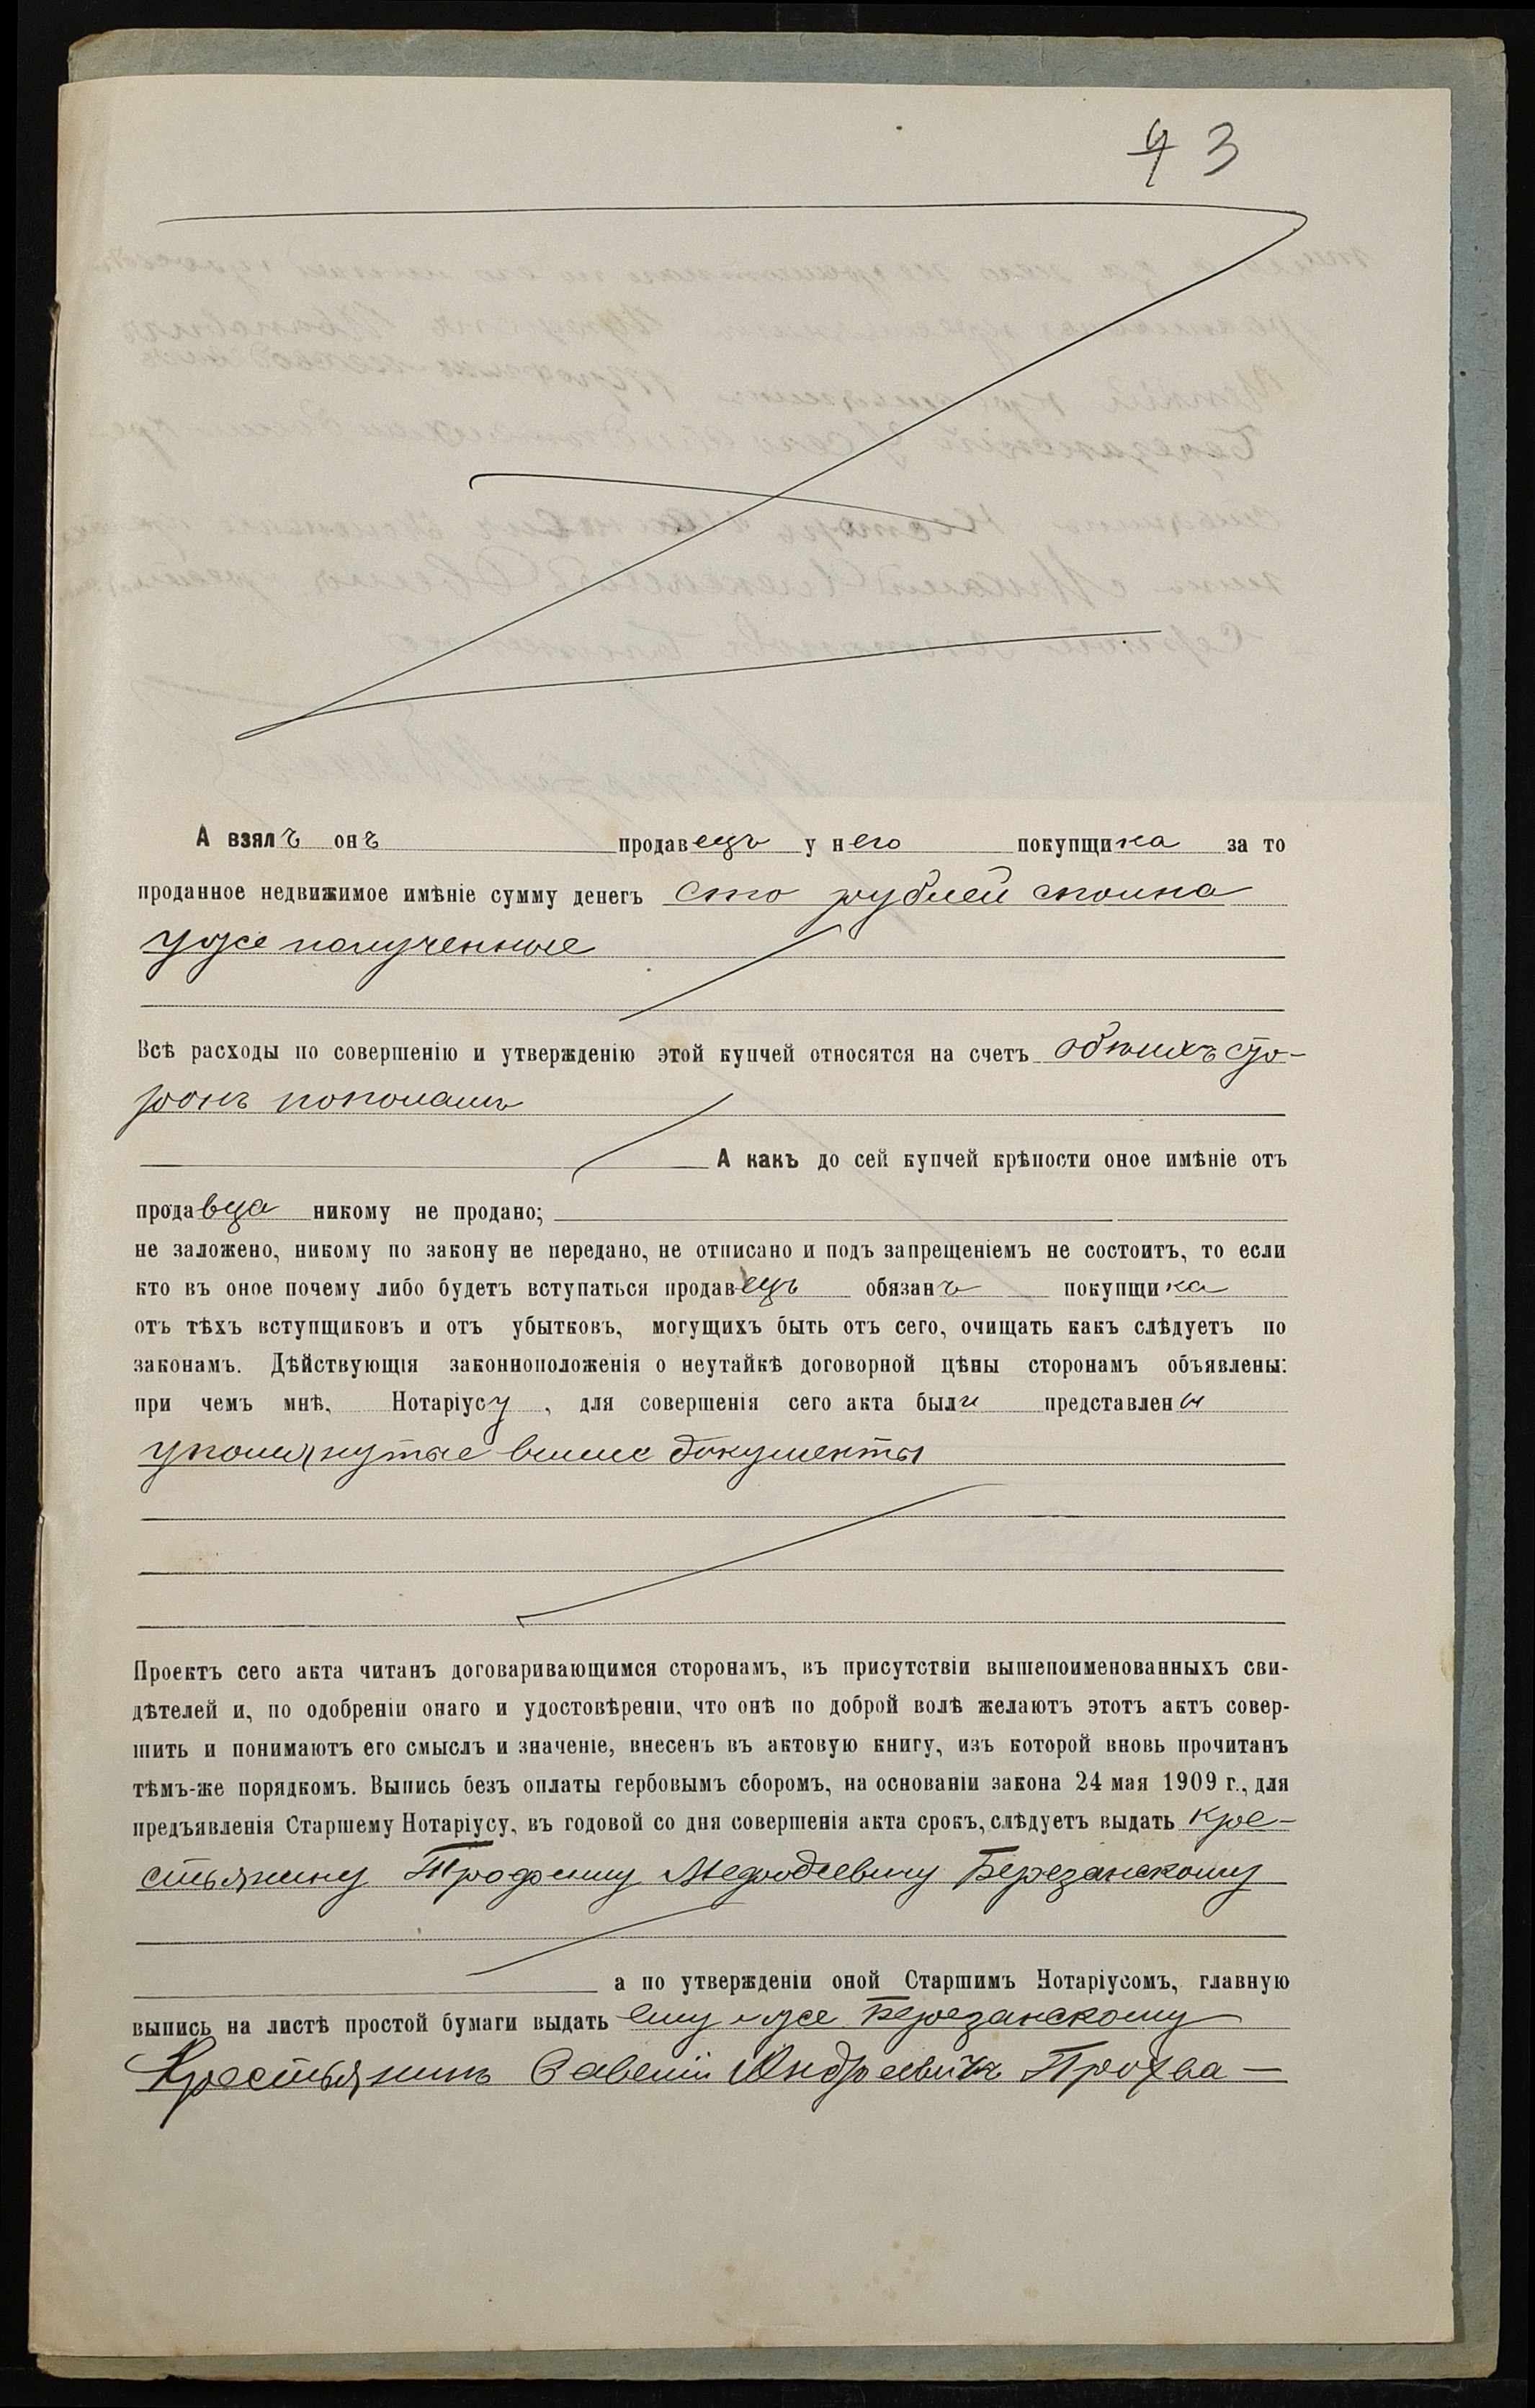 4 3
А взялъ онъ продавецъ у него покупщика за то
проданное недвижимое имѣніе сумму денегъ сто рублей сполна
уже полученные
Всѣ расходы по совершенію и утвержденію этой купчей относятся на счетъ обѣихъ сто-
ронъ пополамъ
А какъ до сей купчей крѣпости оное имѣніе отъ
продавца никому не продано;
не заложено, никому по закону не передано, не отписано и подъ запрещеніемъ не состоитъ, то если
кто въ оное почему либо будетъ вступаться продавецъ обязанъ покупщика
отъ тѣхъ вступщиковъ и отъ убытковъ, могущихъ быть отъ сего, очищать какъ слѣдуетъ по
законамъ. Дѣйствующія законноположенія о неутайкѣ договорной цѣны сторонамъ объявлены:
при чемъ мнѣ, Нотаріусу, для совершенія сего акта были представлены
упомянутые выше документы
Проектъ сего акта читанъ договаривающимся сторонамъ, въ присутствіи вышепоименованныхъ сви-
дѣтелей и, по одобреніи онаго и удостовѣреніи, что онѣ по доброй волѣ желаютъ этотъ актъ совер-
шить и понимаютъ его смыслъ и значеніе, внесенъ въ актовую книгу, изъ которой вновь прочитанъ
тѣмъ-же порядкомъ. Выпись безъ оплаты гербовымъ сборомъ, на основаніи закона 24 мая 1909 г., для
предъявленія Старшему Нотаріусу, въ годовой со дня совершенія акта срокъ, слѣдуетъ выдать кре-
стьянину Трофиму Березанскому
а по утвержденіи оной Старшимъ Нотаріусомъ, главную
выпись на листѣ простой бумаги выдать ему же Березанскому
Крестьянинъ Савелій Андреевичъ